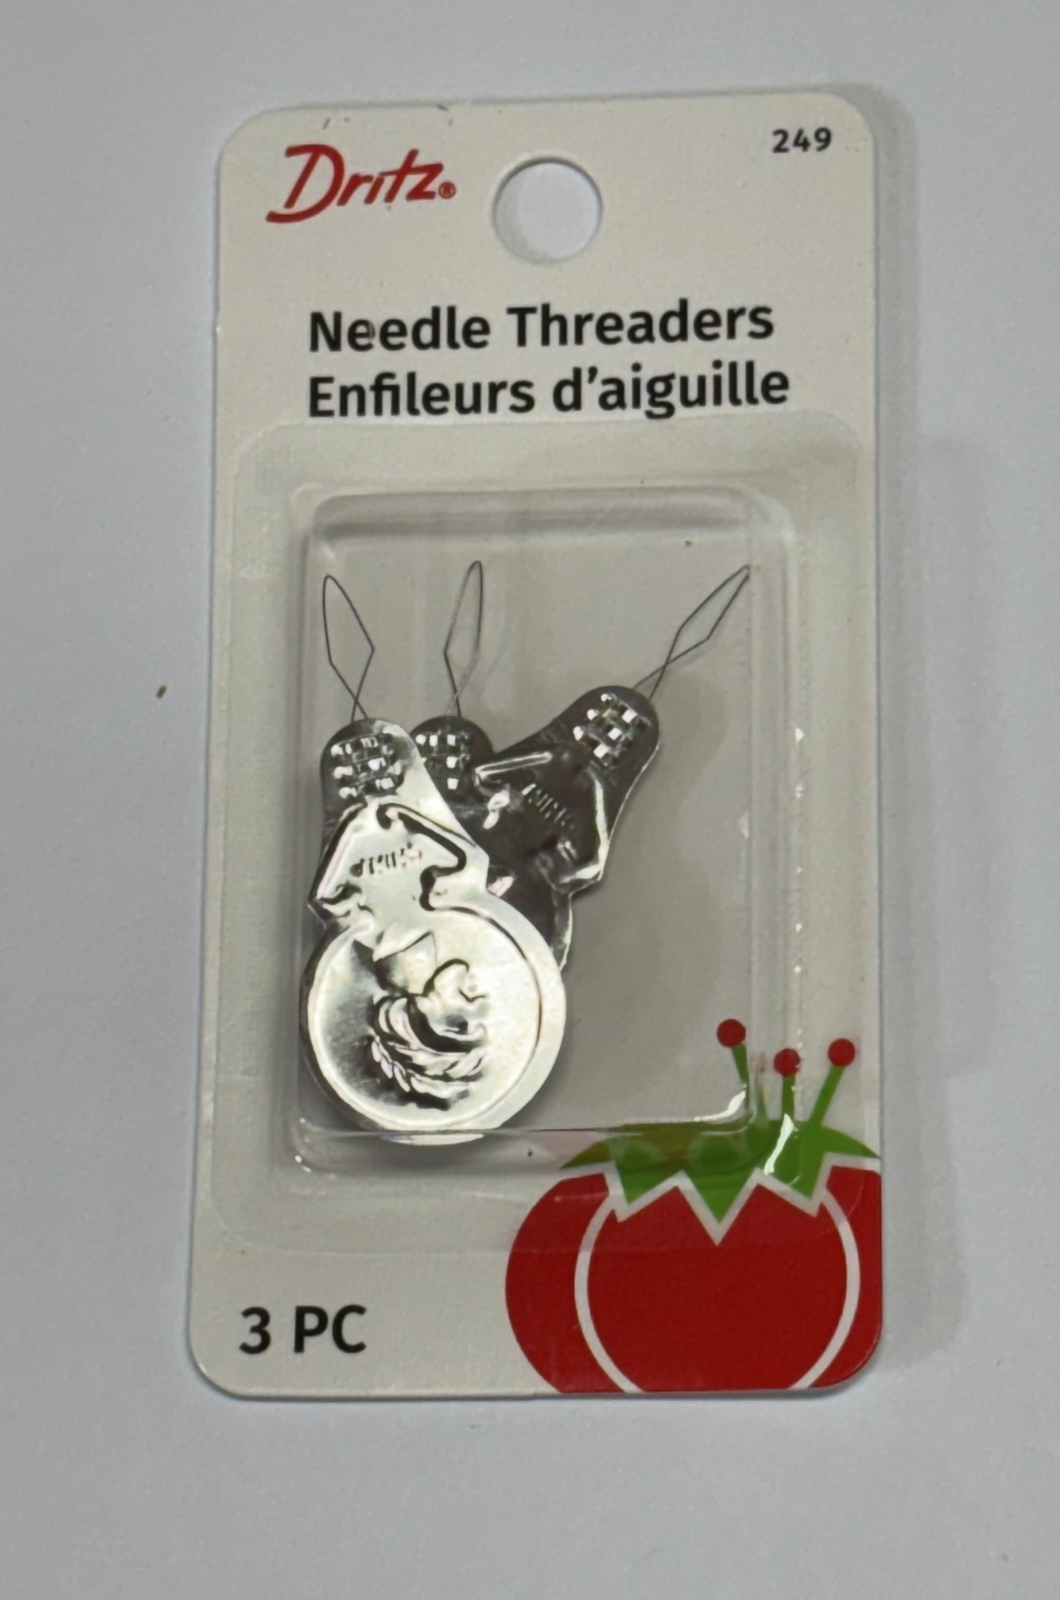 Dritz®
249
Needle Threaders
Enfileurs d'aiguille
3 PC